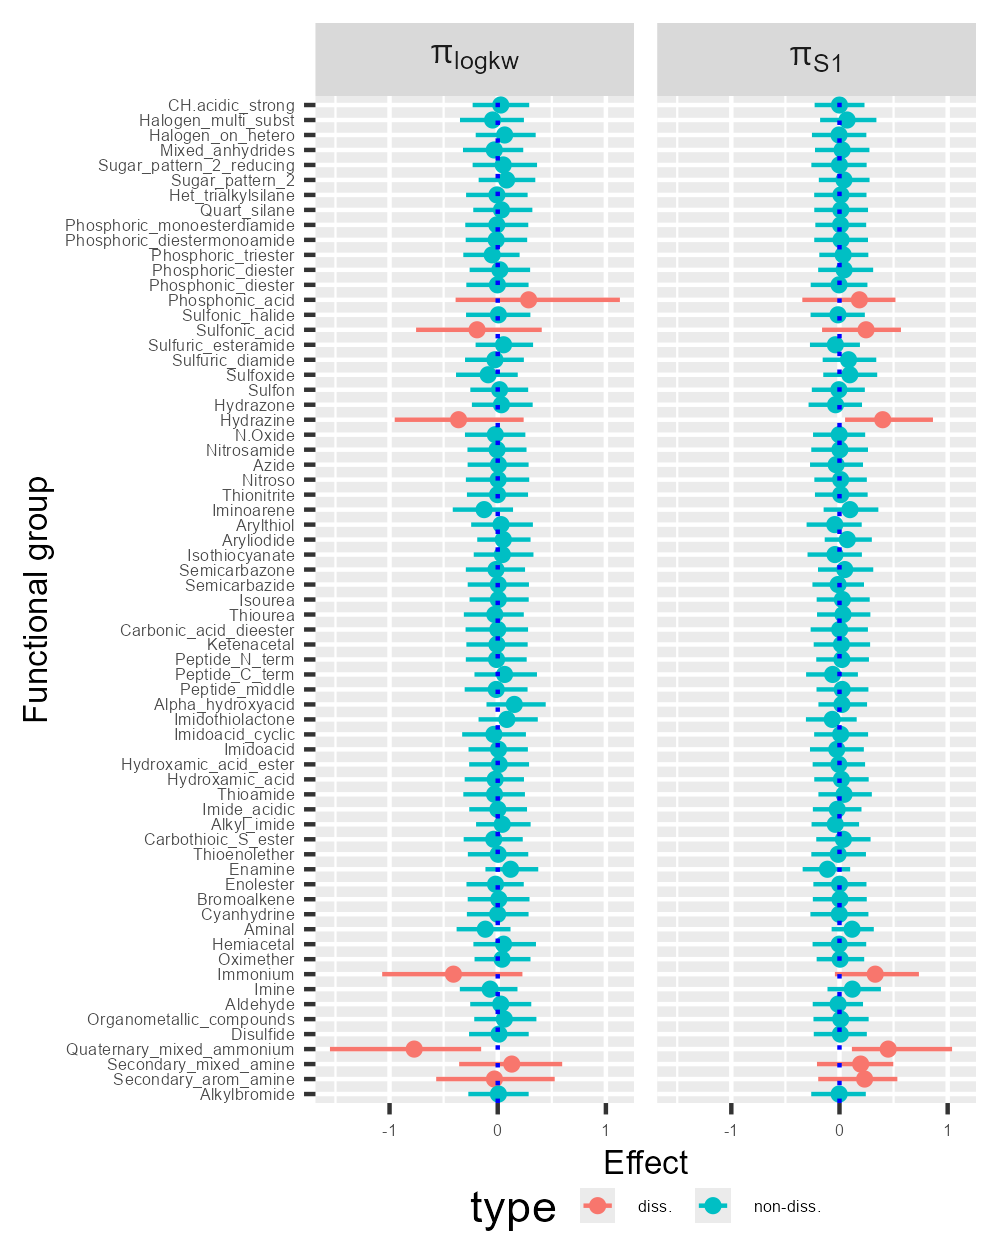 πlogkw πS1
CH.acidic_strong
Halogen_multi_subst
Halogen_on_hetero
Mixed_anhydrides
Sugar_pattern_2_reducing
Sugar_pattern_2
Het_trialkylsilane
Quart_silane
Phosphoric_monoesterdiamide
Phosphoric_diestermonoamide
Phosphoric_triester
Phosphoric_diester
Phosphonic_diester
Phosphonic_acid
Sulfonic_halide
Sulfonic_acid
Sulfuric_esteramide
Sulfuric_diamide
Sulfoxide
Sulfon
Hydrazone
Hydrazine
N.Oxide
Nitrosamide
Azide
Nitroso
Thionitrite
Iminoarene
Arylthiol
Aryliodide
Isothiocyanate
Semicarbazone
Semicarbazide
Isourea
Thiourea
Carbonic_acid_dieester
Ketenacetal
Peptide_N_term
Peptide_C_term
Peptide_middle
Alpha_hydroxyacid
Imidothiolactone
Imidoacid_cyclic
Imidoacid
Hydroxamic_acid_ester
Hydroxamic_acid
Thioamide
Imide_acidic
Alkyl_imide
Carbothioic_S_ester
Thioenolether
Enamine
Enolester
Bromoalkene
Cyanhydrine
Aminal
Hemiacetal
Oximether
Immonium
Imine
Aldehyde
Organometallic_compounds
Disulfide
Quaternary_mixed_ammonium
Secondary_mixed_amine
Secondary_arom_amine
Alkylbromide
Functional group
-1 0 1 -1 0 1
Effect
type diss. non-diss.